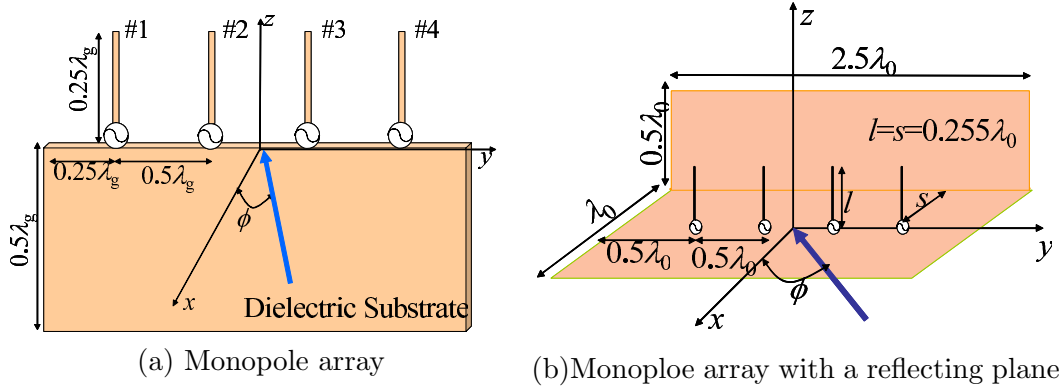 #1 #2 z #3 #4
0.25λg
y
0.25λg 0.5λg
0.5λg
ϕ
x
Dielectric Substrate
(a) Monopole array
z
2.5λ0
0.5λ0
l=s=0.255λ0
λ0
l
s
0.5λ0 0.5λ0
y
ϕ
x
(b)Monoploe array with a reflecting plane